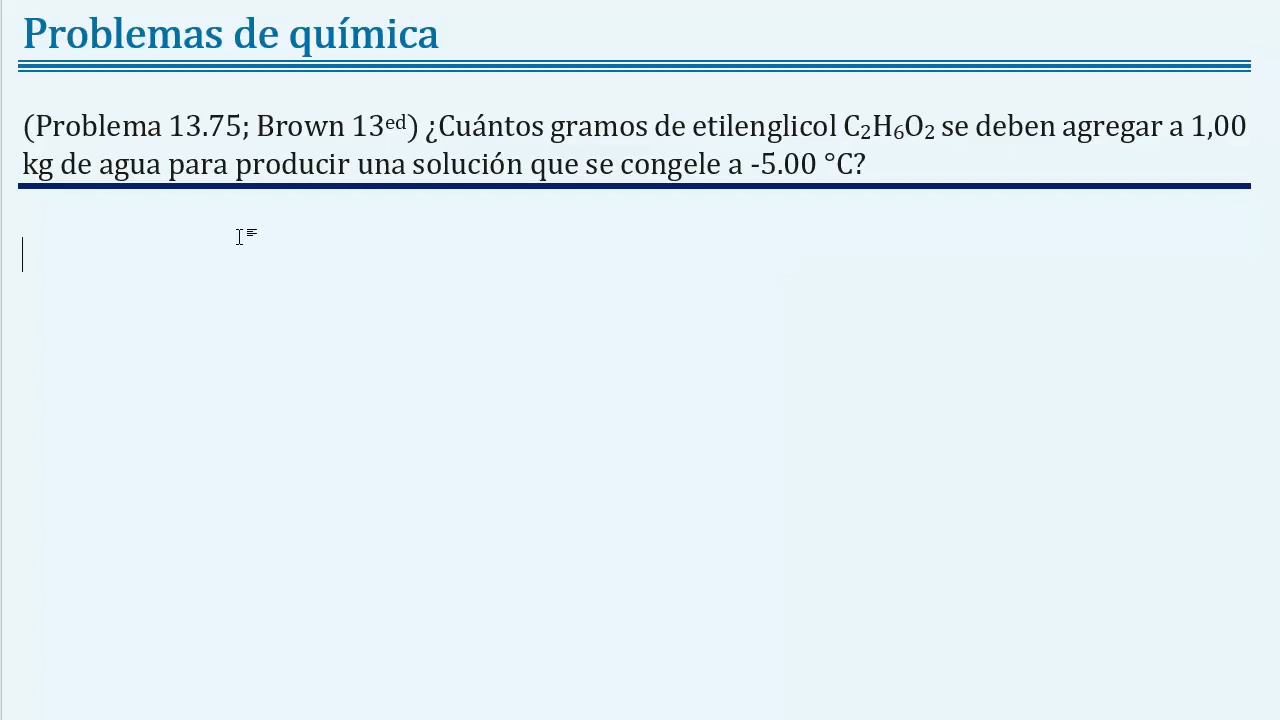 Problemas de química
(Problema 13.75; Brown 13ᵉᵈ) ¿Cuántos gramos de etilenglicol C₂H₆O₂ se deben agregar a 1,00
kg de agua para producir una solución que se congele a -5.00 °C?